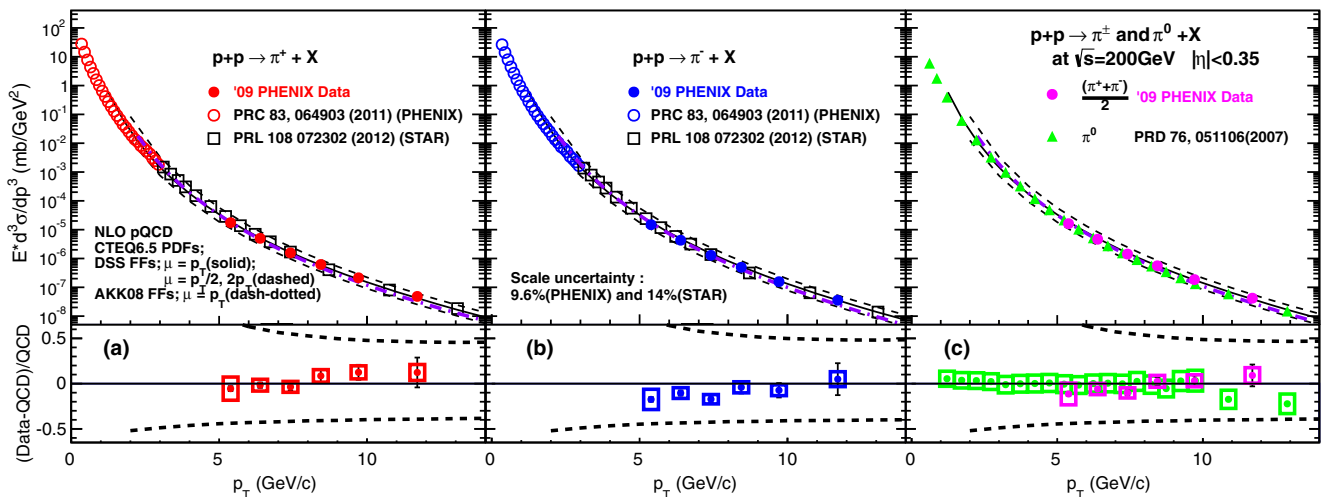 E*d³σ/dp³ (mb/GeV²)
10²
10
1
10⁻¹
10⁻²
10⁻³
10⁻⁴
10⁻⁵
10⁻⁶
10⁻⁷
10⁻⁸
p+p → π⁺ + X
'09 PHENIX Data
PRC 83, 064903 (2011) (PHENIX)
PRL 108 072302 (2012) (STAR)
NLO pQCD
CTEQ6.5 PDFs;
DSS FFs; μ = p_T(solid);
μ = p_T/2, 2p_T(dashed)
AKK08 FFs; μ = p_T(dash-dotted)
p+p → π⁻ + X
'09 PHENIX Data
PRC 83, 064903 (2011) (PHENIX)
PRL 108 072302 (2012) (STAR)
Scale uncertainty :
9.6%(PHENIX) and 14%(STAR)
p+p → π± and π⁰ +X
at √s=200GeV |η|<0.35
(π⁺+π⁻)/2 '09 PHENIX Data
π⁰ PRD 76, 051106(2007)
(Data-QCD)/QCD
0.5
0
-0.5
(a)
(b)
(c)
0 5 10
0 5 10
0 5 10
p_T (GeV/c)
p_T (GeV/c)
p_T (GeV/c)